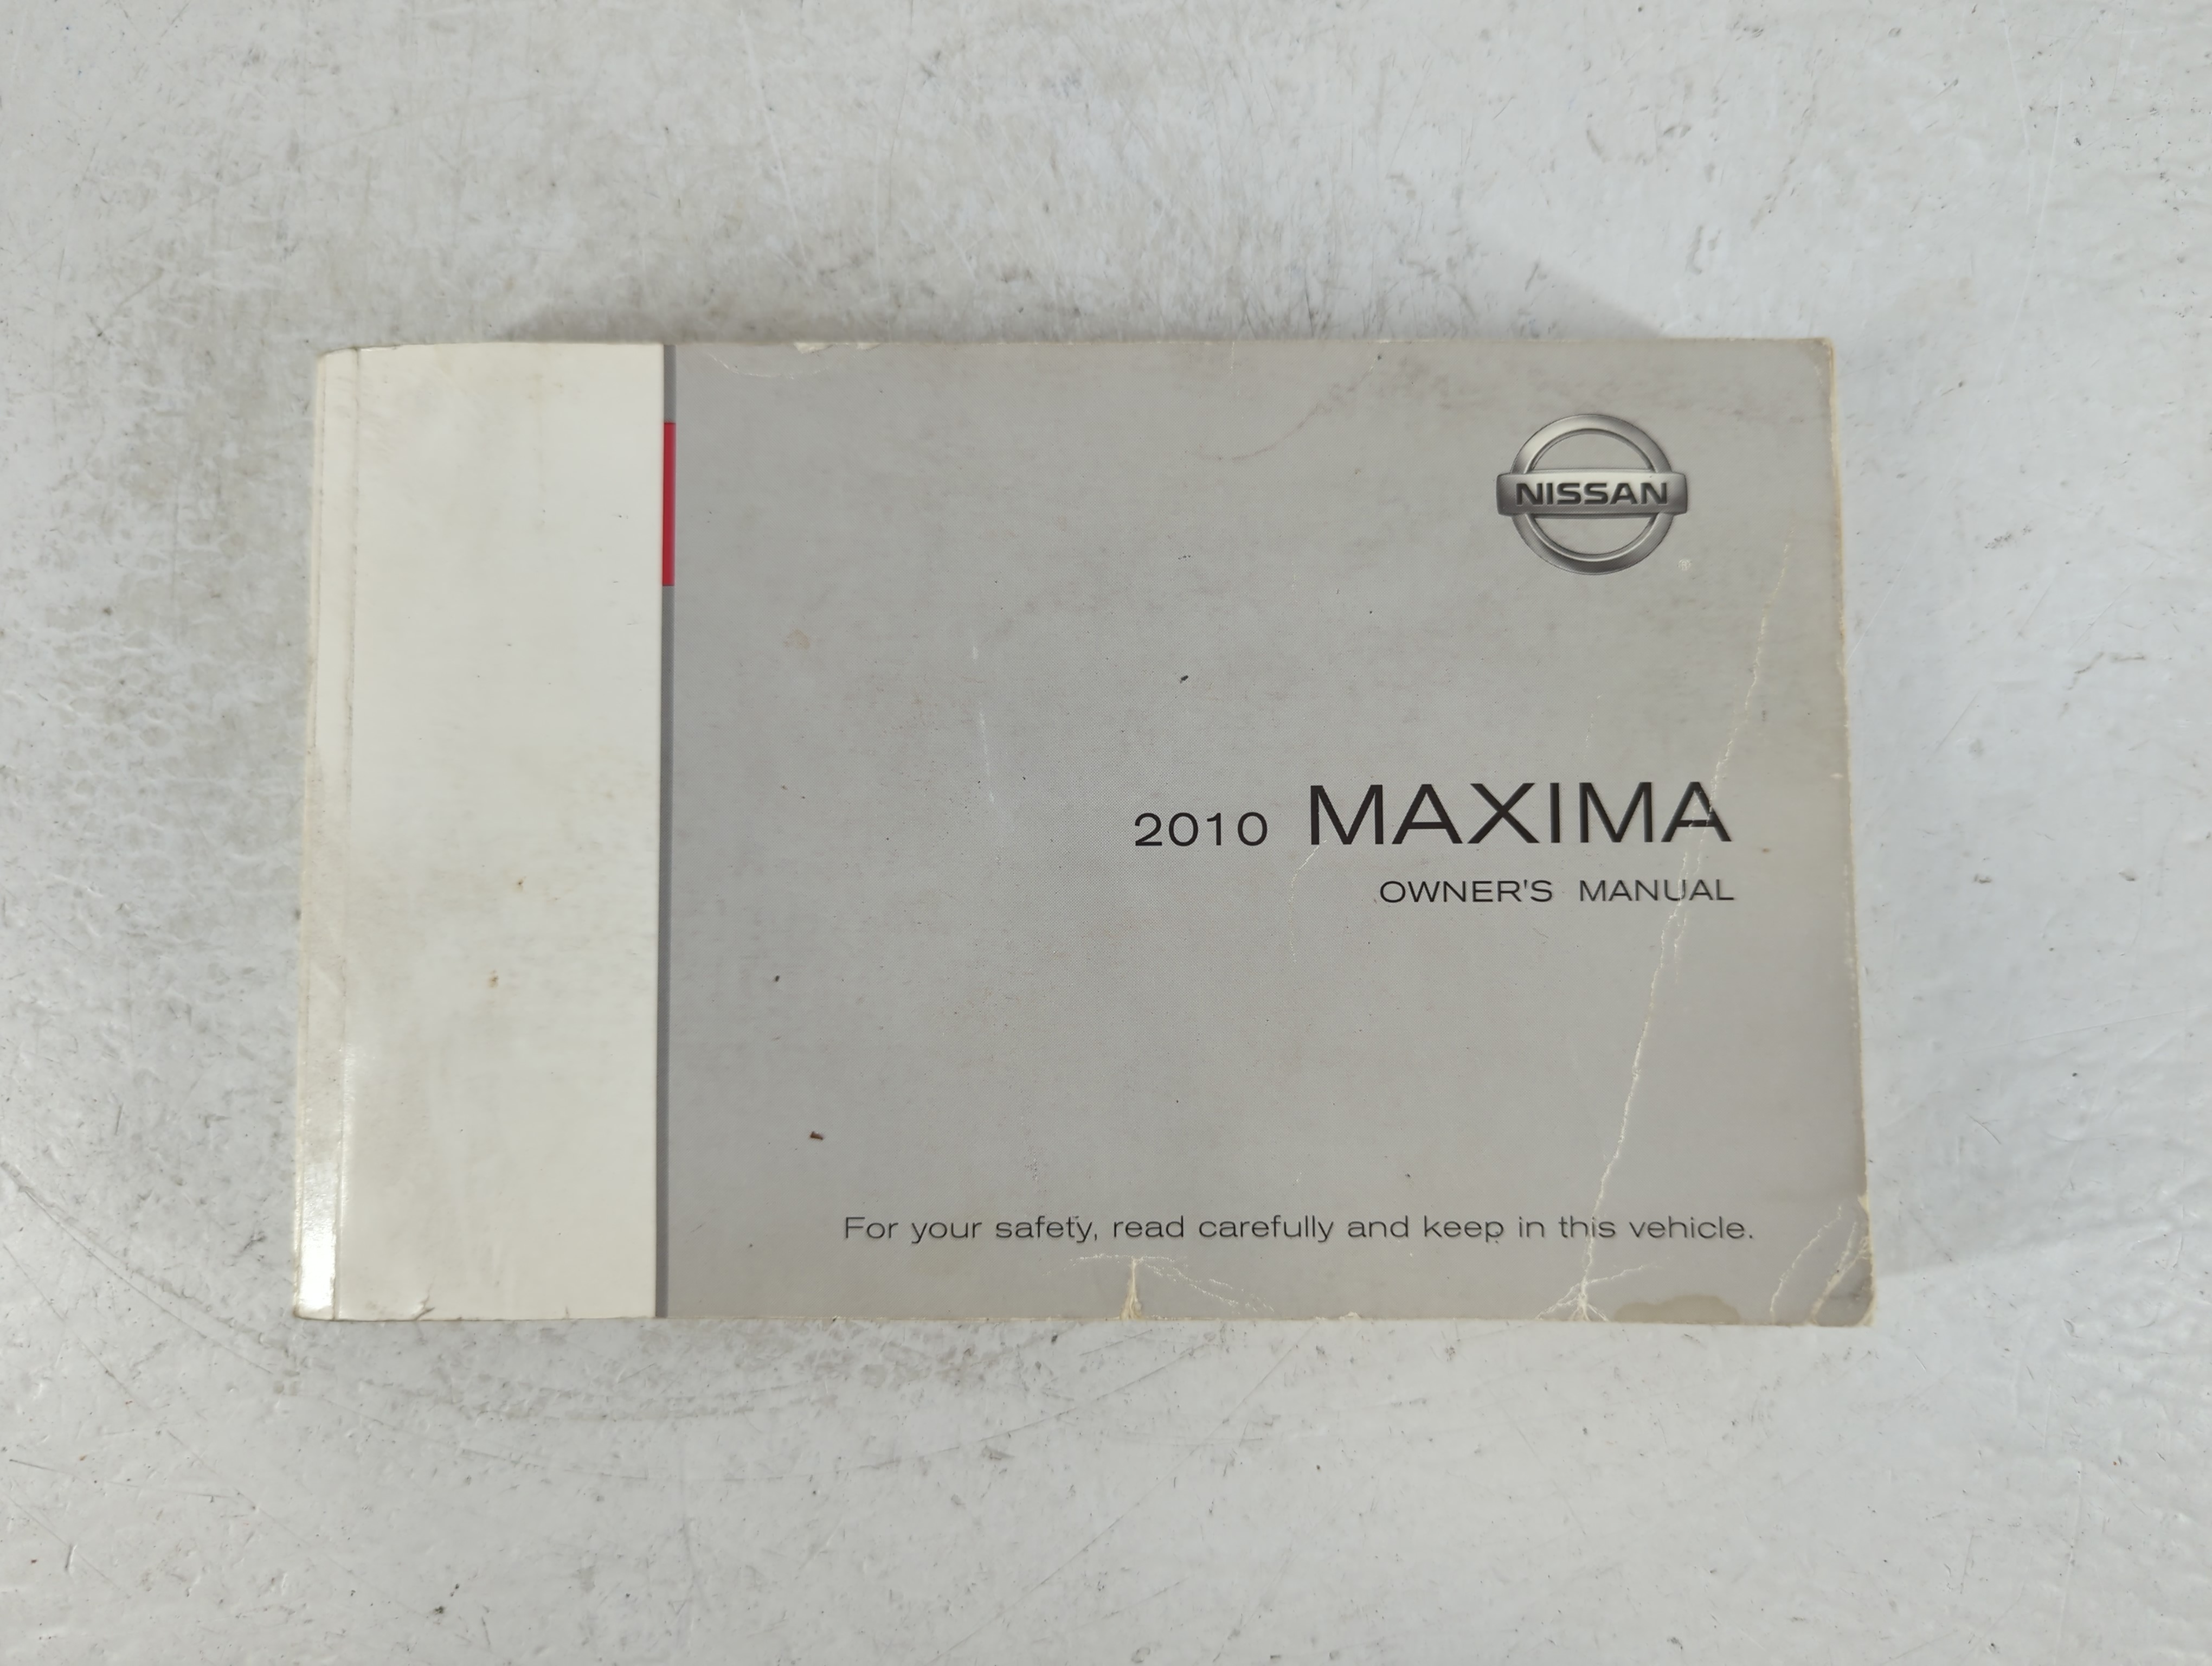 NISSAN
2010 MAXIMA
OWNER'S MANUAL
For your safety, read carefully and keep in this vehicle.